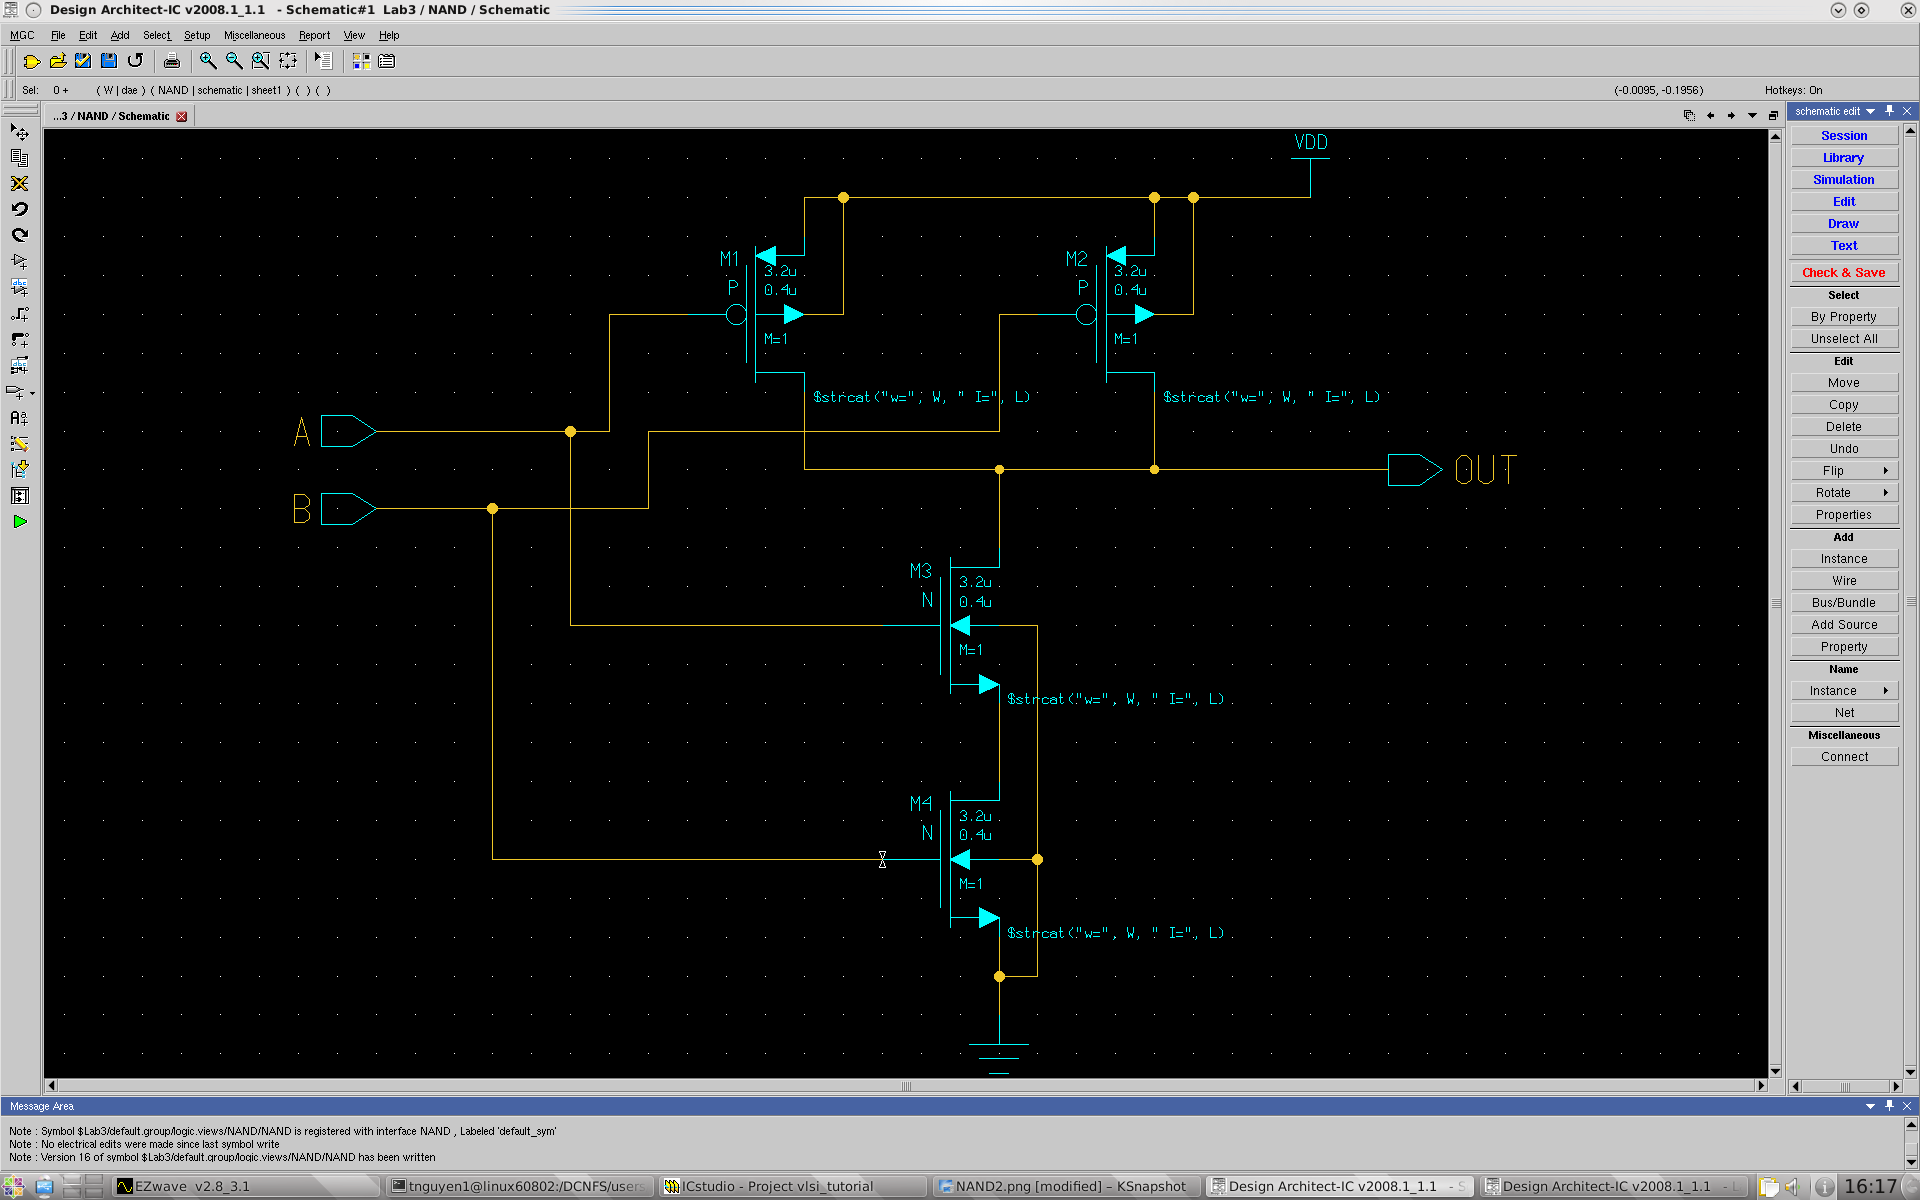 Design Architect-IC v2008.1_1.1   - Schematic#1  Lab3 / NAND / Schematic
MGC File Edit Add Select Setup Miscellaneous Report View Help
Sel: 0 + ( W | dae ) ( NAND | schematic | sheet1 ) ( ) ( ) (-0.0095, -0.1956) Hotkeys: On
...3 / NAND / Schematic
schematic edit
Session
Library
Simulation
Edit
Draw
Text
Check & Save
Select
By Property
Unselect All
Edit
Move
Copy
Delete
Undo
Flip
Rotate
Properties
Add
Instance
Wire
Bus/Bundle
Add Source
Property
Name
Instance
Net
Miscellaneous
Connect
VDD
M1
P
3.2u
0.4u
M=1
$strcat("w=", W, " I=", L)
M2
P
3.2u
0.4u
M=1
$strcat("w=", W, " I=", L)
A
B
OUT
M3
N
3.2u
0.4u
M=1
$strcat("w=", W, " I=", L)
M4
N
3.2u
0.4u
M=1
$strcat("w=", W, " I=", L)
Message Area
Note : Symbol $Lab3/default.group/logic.views/NAND/NAND is registered with interface NAND , Labeled 'default_sym'
Note : No electrical edits were made since last symbol write
Note : Version 16 of symbol $Lab3/default.group/logic.views/NAND/NAND has been written
EZwave v2.8_3.1
tnguyen1@linux60802:/DCNFS/users
ICstudio - Project vlsi_tutorial
NAND2.png [modified] – KSnapshot
Design Architect-IC v2008.1_1.1 - S
Design Architect-IC v2008.1_1.1 - L
16:17